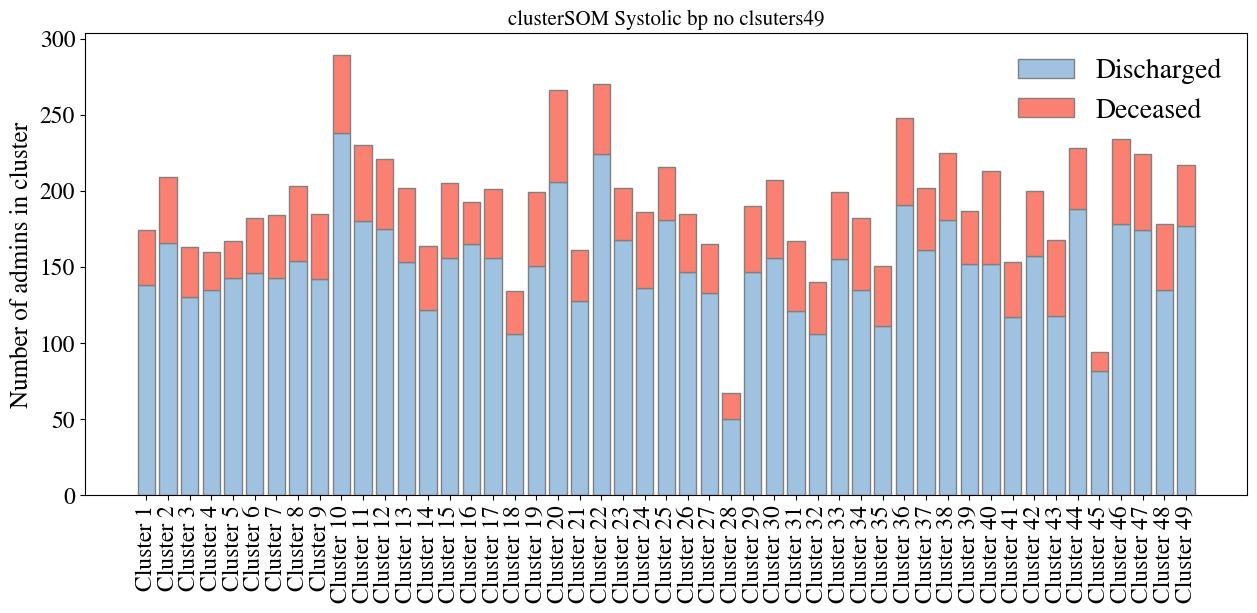 clusterSOM Systolic bp no clsuters49
Number of admins in cluster
300
250
200
150
100
50
0
Discharged
Deceased
Cluster 1
Cluster 2
Cluster 3
Cluster 4
Cluster 5
Cluster 6
Cluster 7
Cluster 8
Cluster 9
Cluster 10
Cluster 11
Cluster 12
Cluster 13
Cluster 14
Cluster 15
Cluster 16
Cluster 17
Cluster 18
Cluster 19
Cluster 20
Cluster 21
Cluster 22
Cluster 23
Cluster 24
Cluster 25
Cluster 26
Cluster 27
Cluster 28
Cluster 29
Cluster 30
Cluster 31
Cluster 32
Cluster 33
Cluster 34
Cluster 35
Cluster 36
Cluster 37
Cluster 38
Cluster 39
Cluster 40
Cluster 41
Cluster 42
Cluster 43
Cluster 44
Cluster 45
Cluster 46
Cluster 47
Cluster 48
Cluster 49